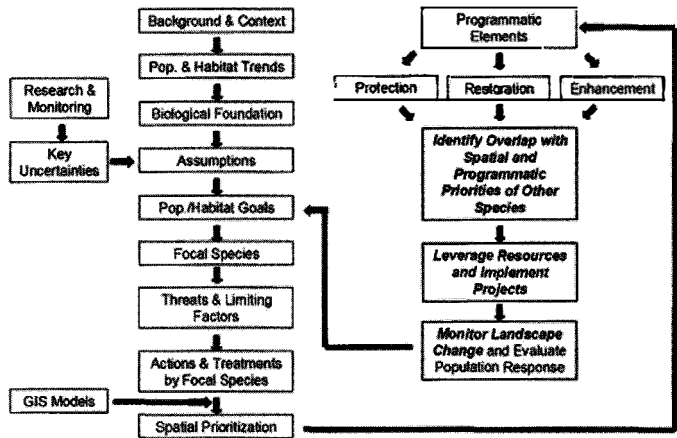 Background & Context
Pop. & Habitat Trends
Biological Foundation
Research &
Monitoring
Key
Uncertainties
Assumptions
Pop./Habitat Goals
Focal Species
Threats & Limiting
Factors
Actions & Treatments
by Focal Species
GIS Models
Spatial Prioritization
Programmatic
Elements
Protection
Restoration
Enhancement
Identify Overlap with
Spatial and
Programmatic
Priorities of Other
Species
Leverage Resources
and Implement
Projects
Monitor Landscape
Change and Evaluate
Population Response